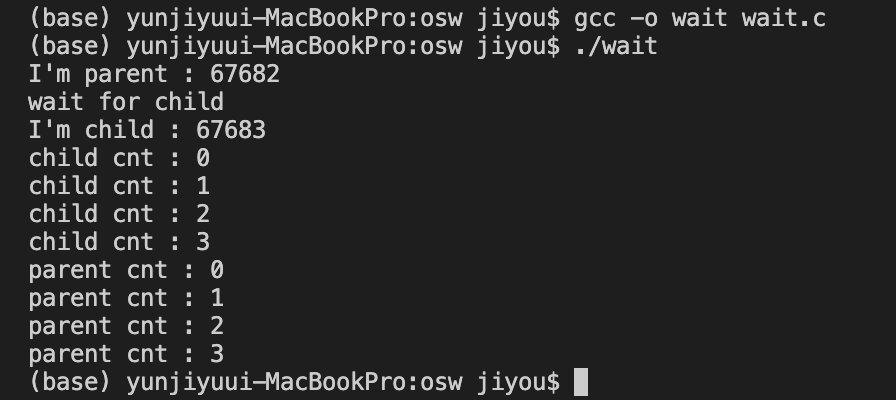 (base) yunjiyuui-MacBookPro:osw jiyou$ gcc -o wait wait.c
(base) yunjiyuui-MacBookPro:osw jiyou$ ./wait
I'm parent : 67682
wait for child
I'm child : 67683
child cnt : 0
child cnt : 1
child cnt : 2
child cnt : 3
parent cnt : 0
parent cnt : 1
parent cnt : 2
parent cnt : 3
(base) yunjiyuui-MacBookPro:osw jiyou$